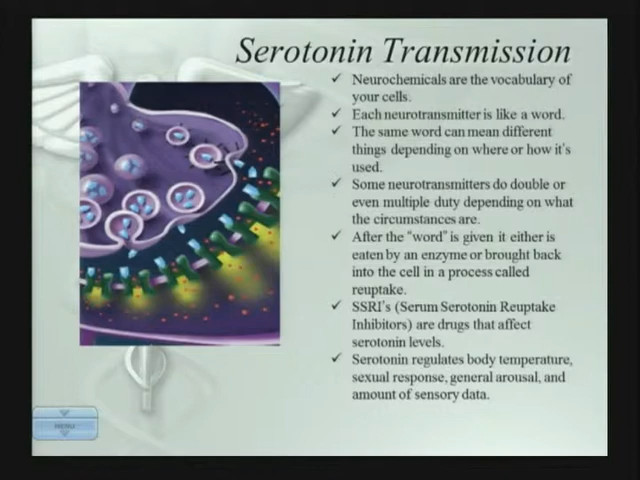 Serotonin Transmission
✓ Neurochemicals are the vocabulary of
your cells.
✓ Each neurotransmitter is like a word.
✓ The same word can mean different
things depending on where or how it's
used.
✓ Some neurotransmitters do double or
even multiple duty depending on what
the circumstances are.
✓ After the "word" is given it either is
eaten by an enzyme or brought back
into the cell in a process called
reuptake.
✓ SSRI's (Serum Serotonin Reuptake
Inhibitors) are drugs that affect
serotonin levels.
✓ Serotonin regulates body temperature,
sexual response, general arousal, and
amount of sensory data.
MENU